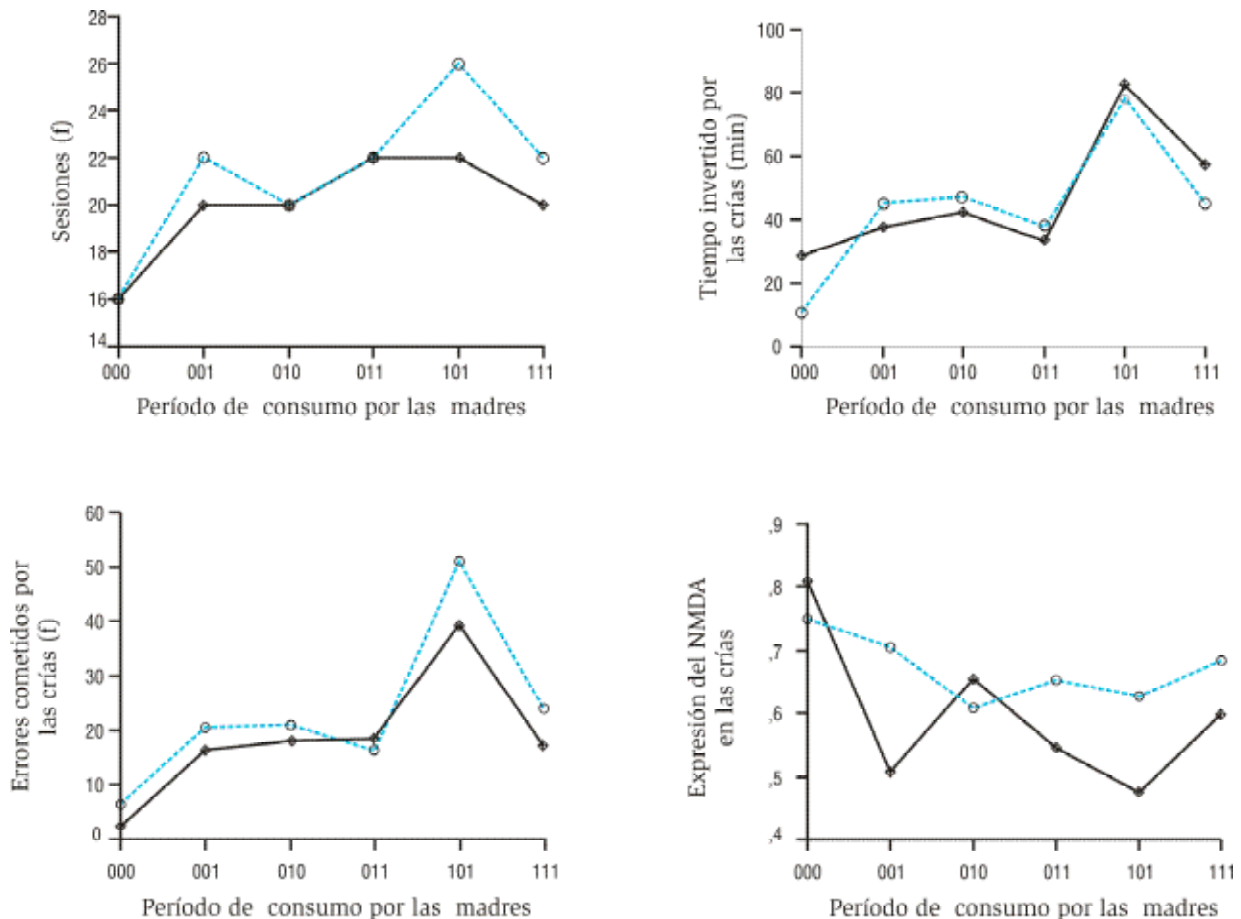 Sesiones (f)
28
26
24
22
20
18
16
14
000 001 010 011 101 111
Período de consumo por las madres
Tiempo invertido por
las crías (min)
100
80
60
40
20
0
000 001 010 011 101 111
Período de consumo por las madres
Errores cometidos por
las crías (f)
60
50
40
30
20
10
0
000 001 010 011 101 111
Período de consumo por las madres
Expresión del NMDA
en las crías
,9
,8
,7
,6
,5
,4
000 001 010 011 101 111
Período de consumo por las madres